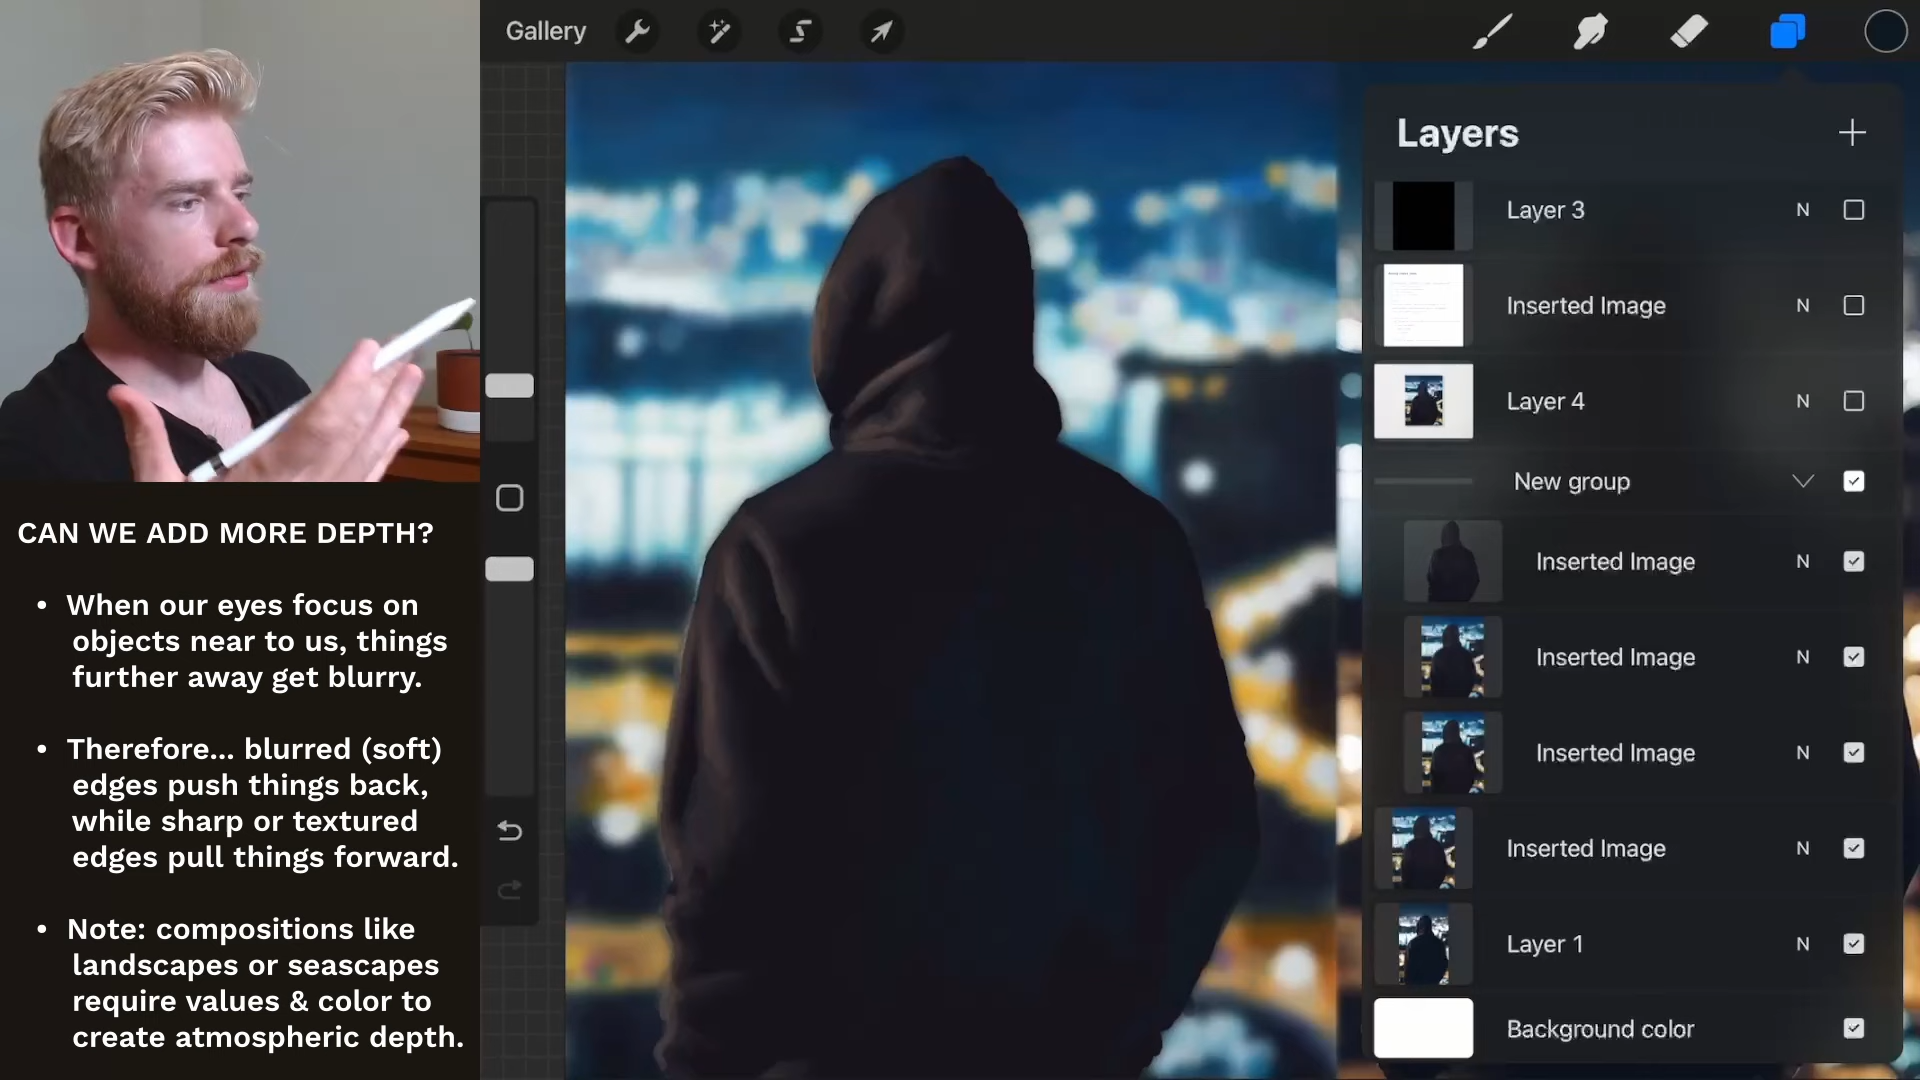 Gallery
Layers
Layer 3 N
Inserted Image N
Layer 4 N
New group
Inserted Image N
Inserted Image N
Inserted Image N
Inserted Image N
Layer 1 N
Background color
CAN WE ADD MORE DEPTH?
• When our eyes focus on
objects near to us, things
further away get blurry.
• Therefore... blurred (soft)
edges push things back,
while sharp or textured
edges pull things forward.
• Note: compositions like
landscapes or seascapes
require values & color to
create atmospheric depth.